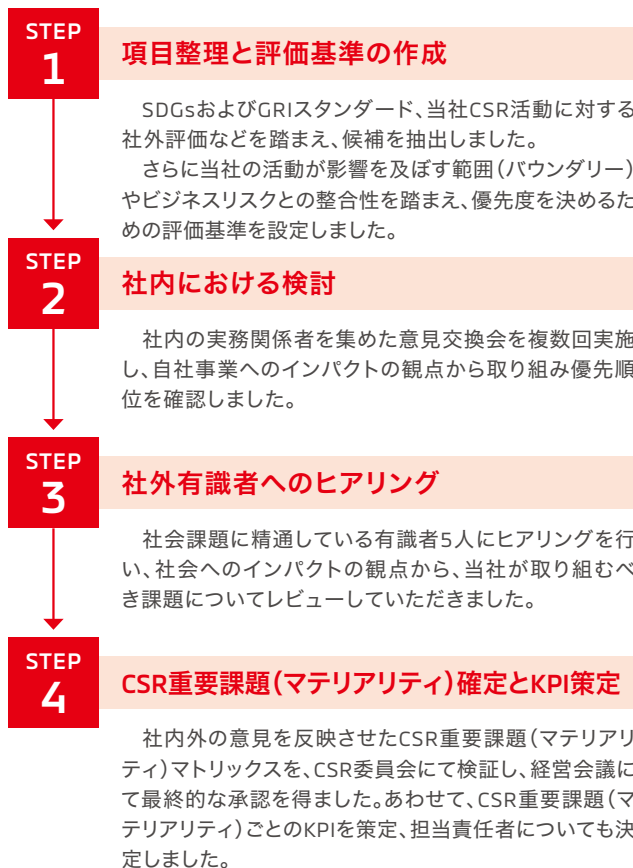 STEP
1
項目整理と評価基準の作成
SDGsおよびGRIスタンダード、当社CSR活動に対する
社外評価などを踏まえ、候補を抽出しました。
さらに当社の活動が影響を及ぼす範囲（バウンダリー）
やビジネスリスクとの整合性を踏まえ、優先度を決めるた
めの評価基準を設定しました。
STEP
2
社内における検討
社内の実務関係者を集めた意見交換会を複数回実施
し、自社事業へのインパクトの観点から取り組み優先順
位を確認しました。
STEP
3
社外有識者へのヒアリング
社会課題に精通している有識者5人にヒアリングを行
い、社会へのインパクトの観点から、当社が取り組むべ
き課題についてレビューしていただきました。
STEP
4
CSR重要課題（マテリアリティ）確定とKPI策定
社内外の意見を反映させたCSR重要課題（マテリアリ
ティ）マトリックスを、CSR委員会にて検証し、経営会議に
て最終的な承認を得ました。あわせて、CSR重要課題（マ
テリアリティ）ごとのKPIを策定、担当責任者についても決
定しました。